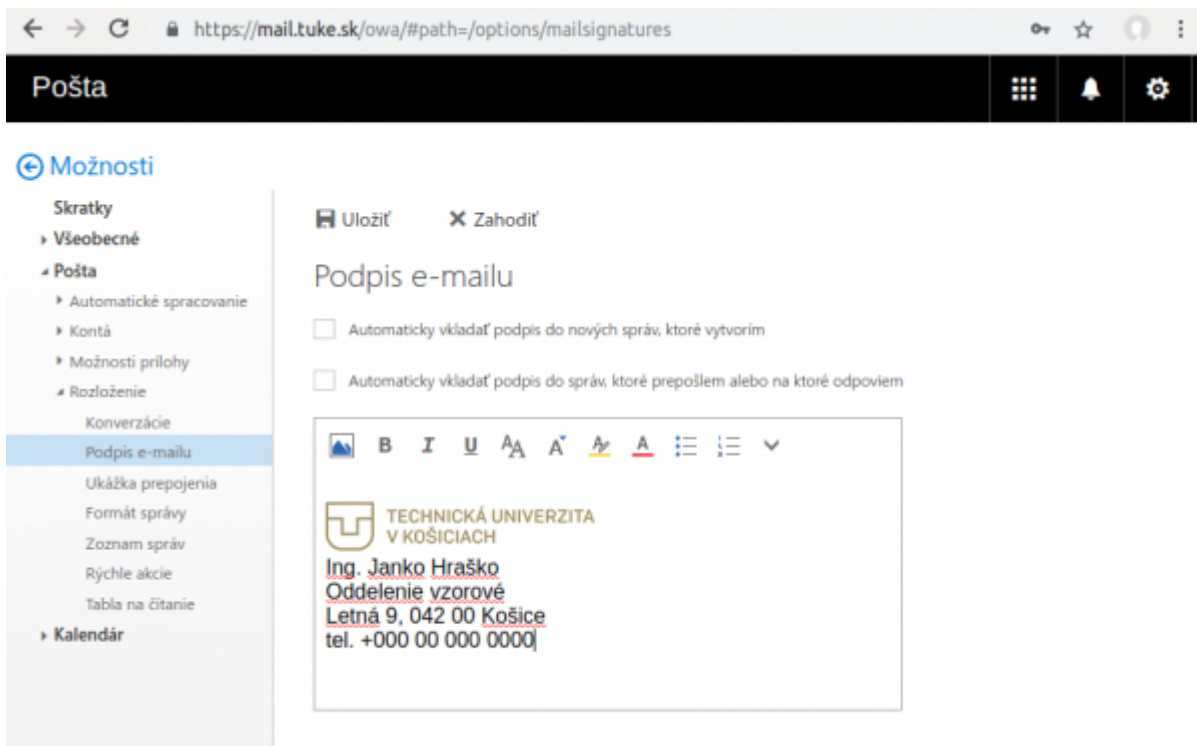 https://mail.tuke.sk/owa/#path=/options/mailsignatures
Pošta
Možnosti
Skratky
Všeobecné
Pošta
Automatické spracovanie
Kontá
Možnosti prílohy
Rozloženie
Konverzácie
Podpis e-mailu
Ukážka prepojenia
Formát správy
Zoznam správ
Rýchle akcie
Tabla na čítanie
Kalendár
Uložiť Zahodiť
Podpis e-mailu
Automaticky vkladať podpis do nových správ, ktoré vytvorím
Automaticky vkladať podpis do správ, ktoré prepošlem alebo na ktoré odpoviem
B I U AA A A A
TECHNICKÁ UNIVERZITA
V KOŠICIACH
Ing. Janko Hraško
Oddelenie vzorové
Letná 9, 042 00 Košice
tel. +000 00 000 0000